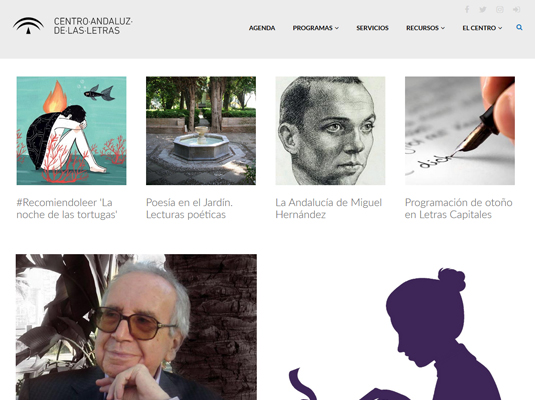 CENTRO·ANDALUZ·
DE·LAS·LETRAS
AGENDA PROGRAMAS SERVICIOS RECURSOS EL CENTRO
#Recomiendoleer 'La
noche de las tortugas'
Poesía en el Jardín.
Lecturas poéticas
La Andalucía de Miguel
Hernández
Programación de otoño
en Letras Capitales